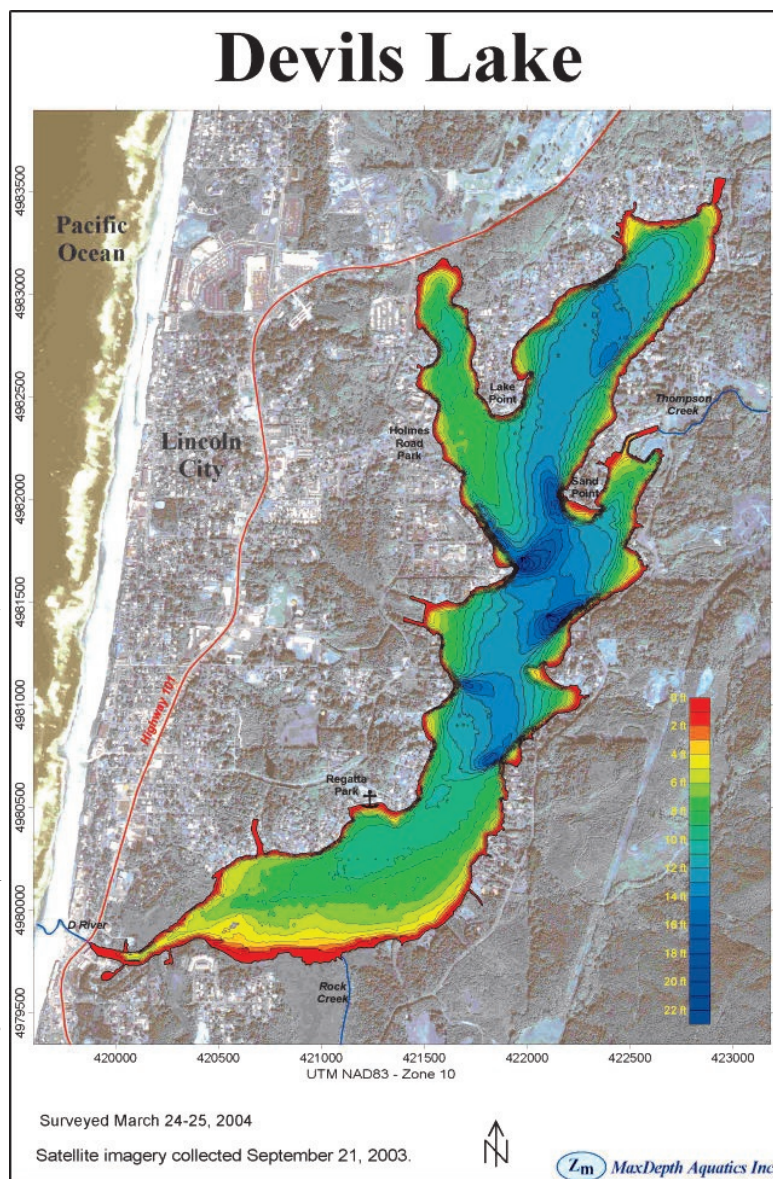 Devils Lake
Pacific
Ocean
Lincoln
City
Highway 101
Lake
Point
Holmes
Road
Park
Thompson
Creek
Sand
Point
Regatta
Park
D River
Rock
Creek
0 ft
2 ft
4 ft
6 ft
8 ft
10 ft
12 ft
14 ft
16 ft
18 ft
20 ft
22 ft
4983500
4983000
4982500
4982000
4981500
4981000
4980500
4980000
4979500
420000 420500 421000 421500 422000 422500 423000
UTM NAD83 - Zone 10
Surveyed March 24-25, 2004
Satellite imagery collected September 21, 2003.
N
Zm MaxDepth Aquatics Inc